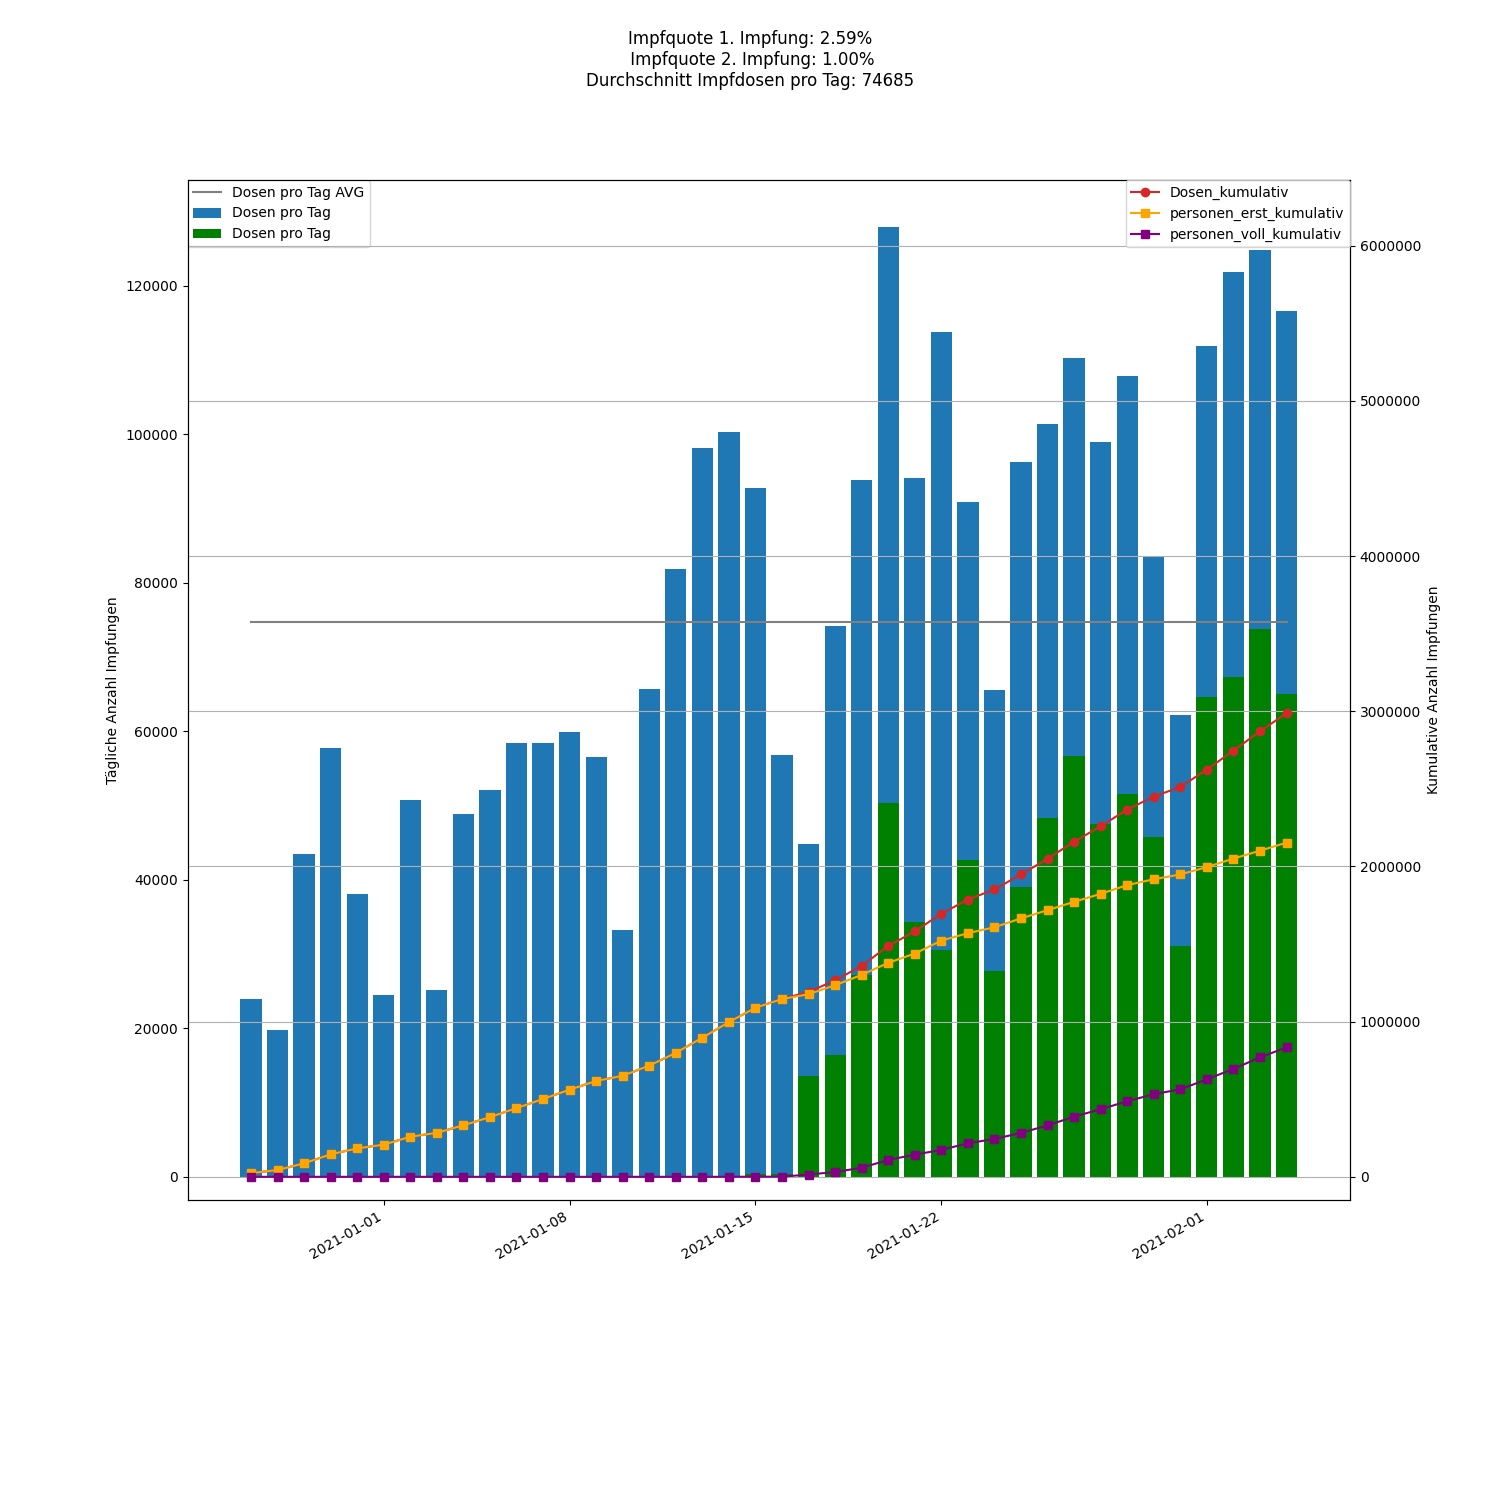 Impfquote 1. Impfung: 2.59%
Impfquote 2. Impfung: 1.00%
Durchschnitt Impfdosen pro Tag: 74685
Dosen pro Tag AVG
Dosen pro Tag
Dosen pro Tag
Dosen_kumulativ
personen_erst_kumulativ
personen_voll_kumulativ
120000
100000
80000
60000
40000
20000
0
Tägliche Anzahl Impfungen
6000000
5000000
4000000
3000000
2000000
1000000
0
Kumulative Anzahl Impfungen
2021-01-01
2021-01-08
2021-01-15
2021-01-22
2021-02-01